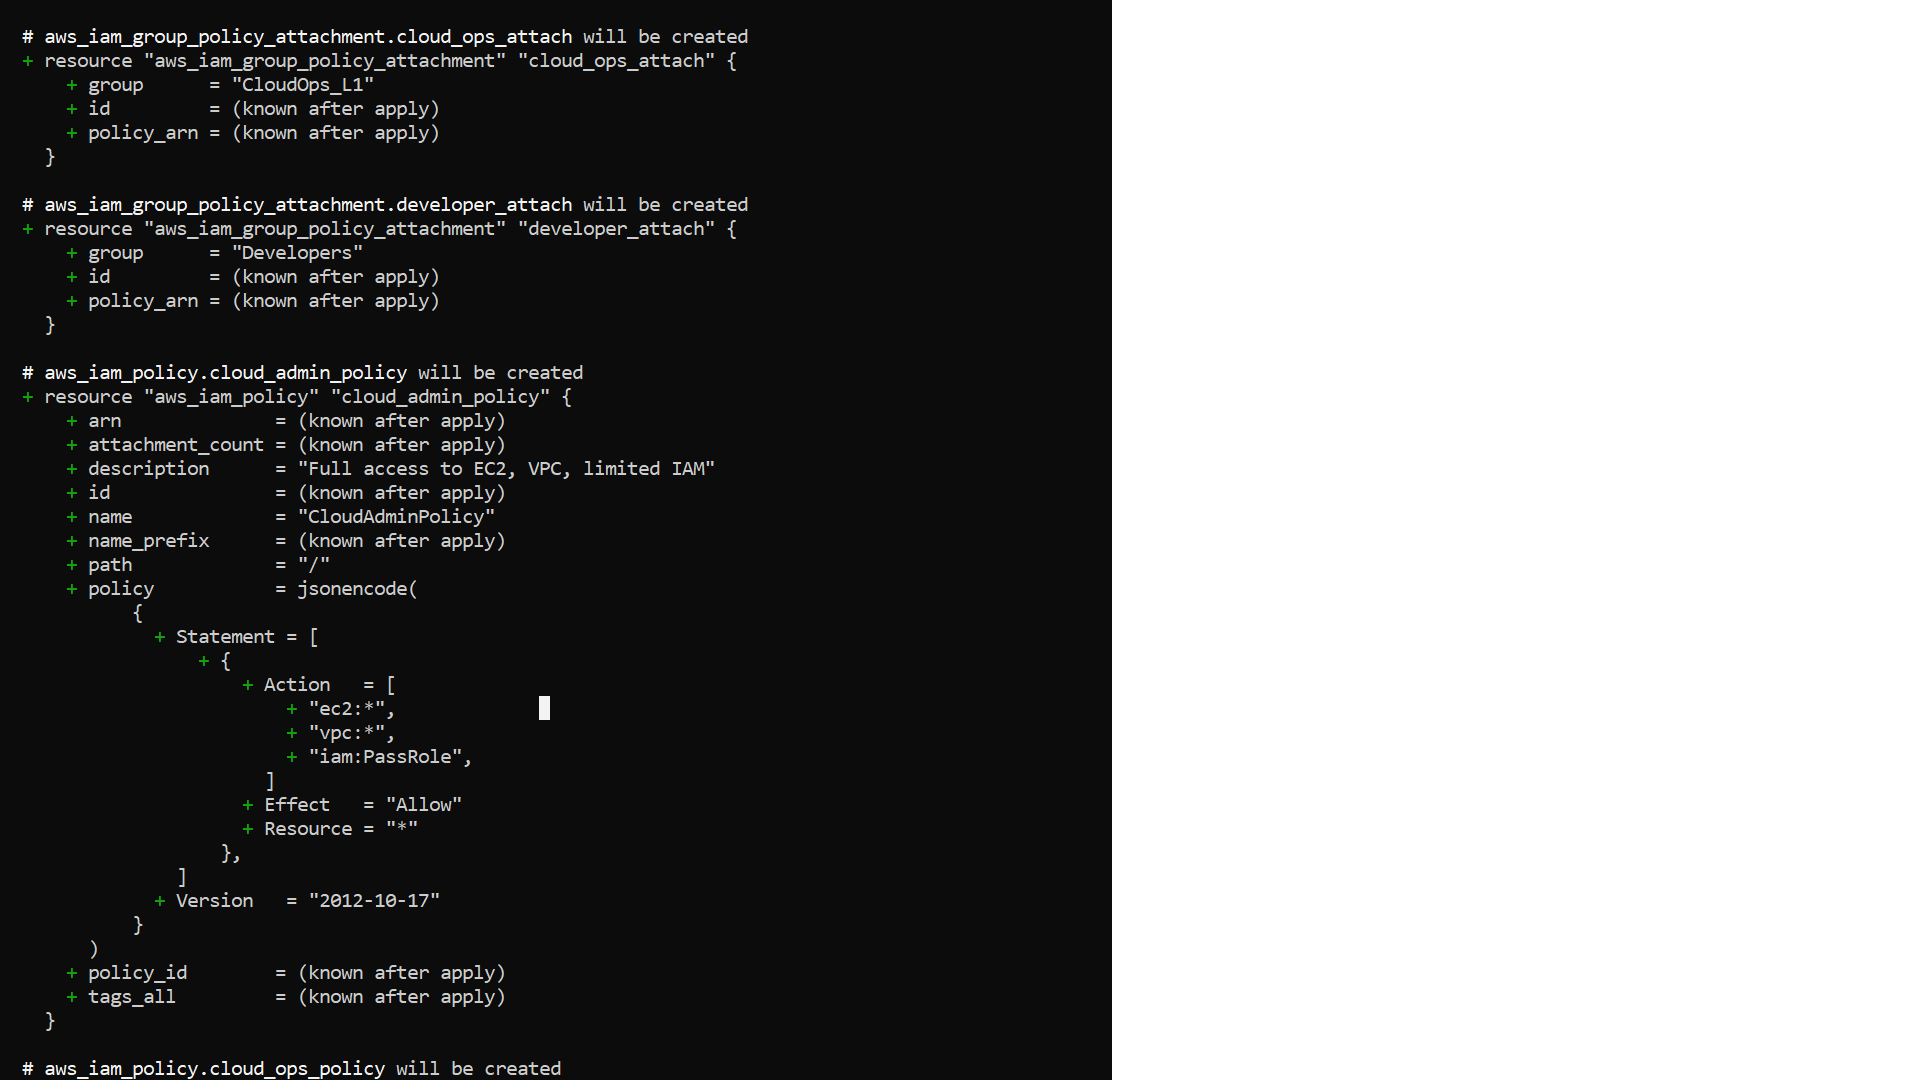 # aws_iam_group_policy_attachment.cloud_ops_attach will be created
+ resource "aws_iam_group_policy_attachment" "cloud_ops_attach" {
+ group = "CloudOps_L1"
+ id = (known after apply)
+ policy_arn = (known after apply)
}
# aws_iam_group_policy_attachment.developer_attach will be created
+ resource "aws_iam_group_policy_attachment" "developer_attach" {
+ group = "Developers"
+ id = (known after apply)
+ policy_arn = (known after apply)
}
# aws_iam_policy.cloud_admin_policy will be created
+ resource "aws_iam_policy" "cloud_admin_policy" {
+ arn = (known after apply)
+ attachment_count = (known after apply)
+ description = "Full access to EC2, VPC, limited IAM"
+ id = (known after apply)
+ name = "CloudAdminPolicy"
+ name_prefix = (known after apply)
+ path = "/"
+ policy = jsonencode(
{
+ Statement = [
+ {
+ Action = [
+ "ec2:*",
+ "vpc:*",
+ "iam:PassRole",
]
+ Effect = "Allow"
+ Resource = "*"
},
]
+ Version = "2012-10-17"
}
)
+ policy_id = (known after apply)
+ tags_all = (known after apply)
}
# aws_iam_policy.cloud_ops_policy will be created